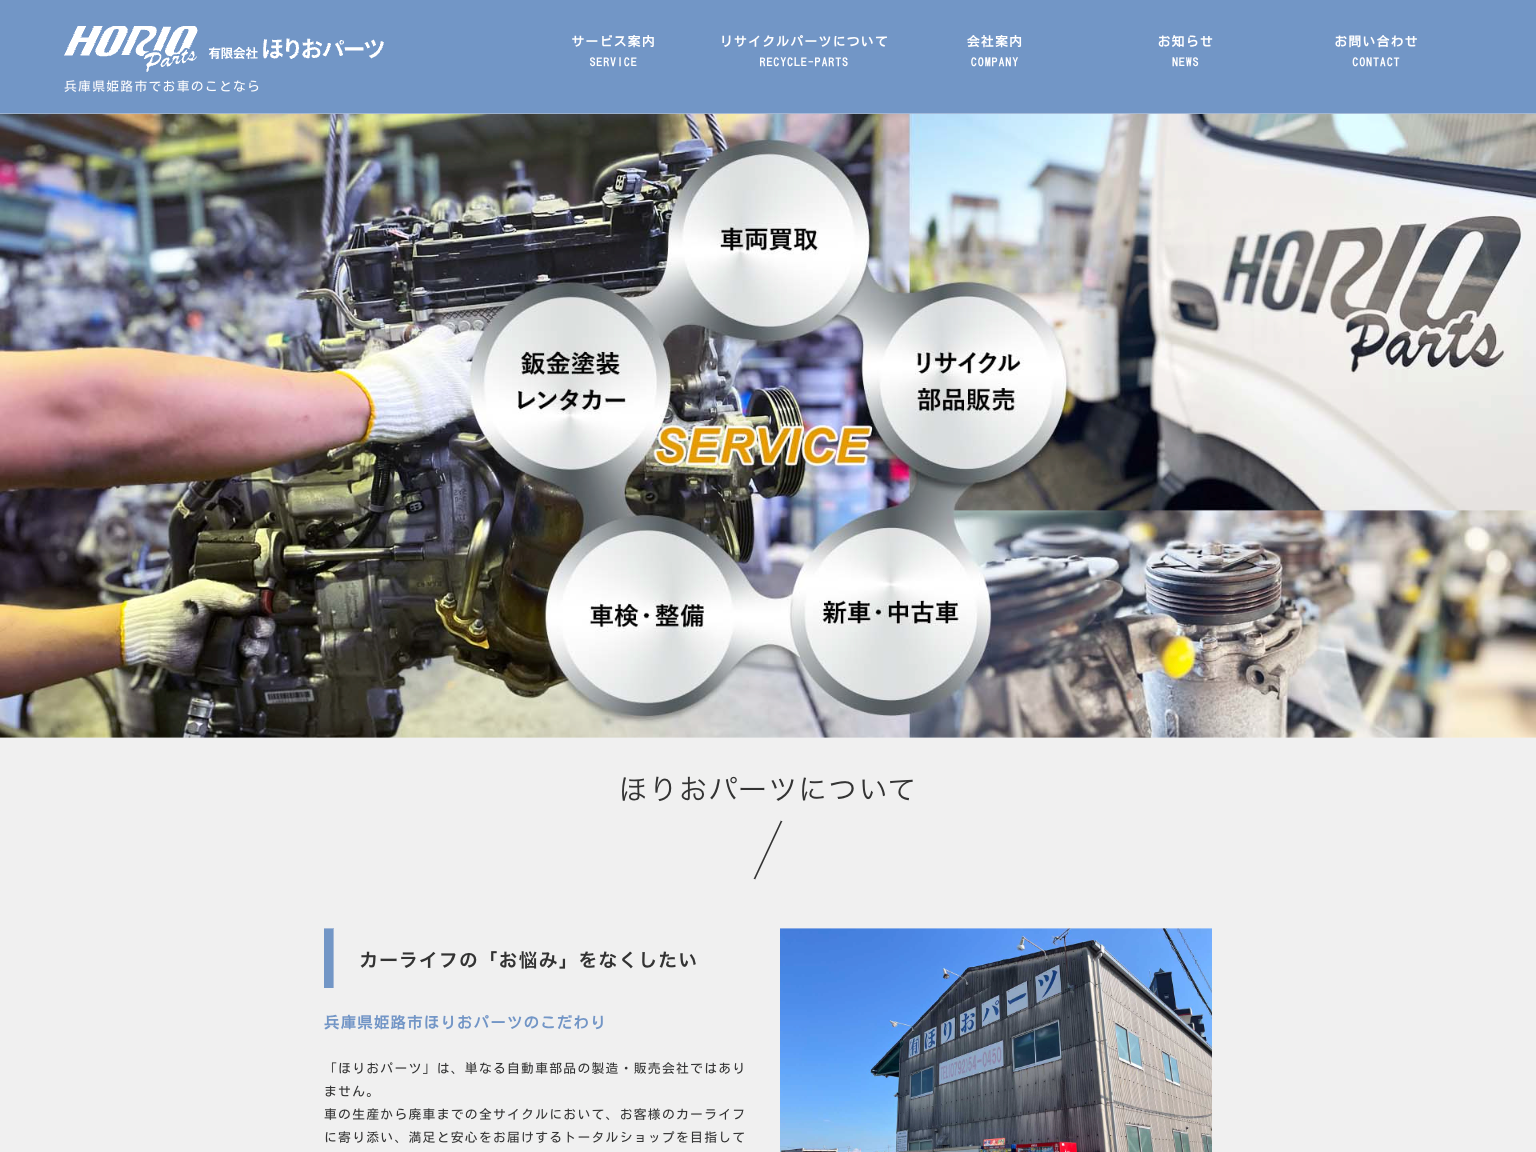 HORIO Parts 有限会社 ほりおパーツ
兵庫県姫路市でお車のことなら
サービス案内
SERVICE
リサイクルパーツについて
RECYCLE-PARTS
会社案内
COMPANY
お知らせ
NEWS
お問い合わせ
CONTACT
車両買取
鈑金塗装
レンタカー
リサイクル
部品販売
SERVICE
車検・整備
新車・中古車
HORIO
Parts
ほりおパーツについて
カーライフの「お悩み」をなくしたい
兵庫県姫路市ほりおパーツのこだわり
「ほりおパーツ」は、単なる自動車部品の製造・販売会社ではあり
ません。
車の生産から廃車までの全サイクルにおいて、お客様のカーライフ
に寄り添い、満足と安心をお届けするトータルショップを目指して
有ほりおパーツ
TEL(0792)54-0450